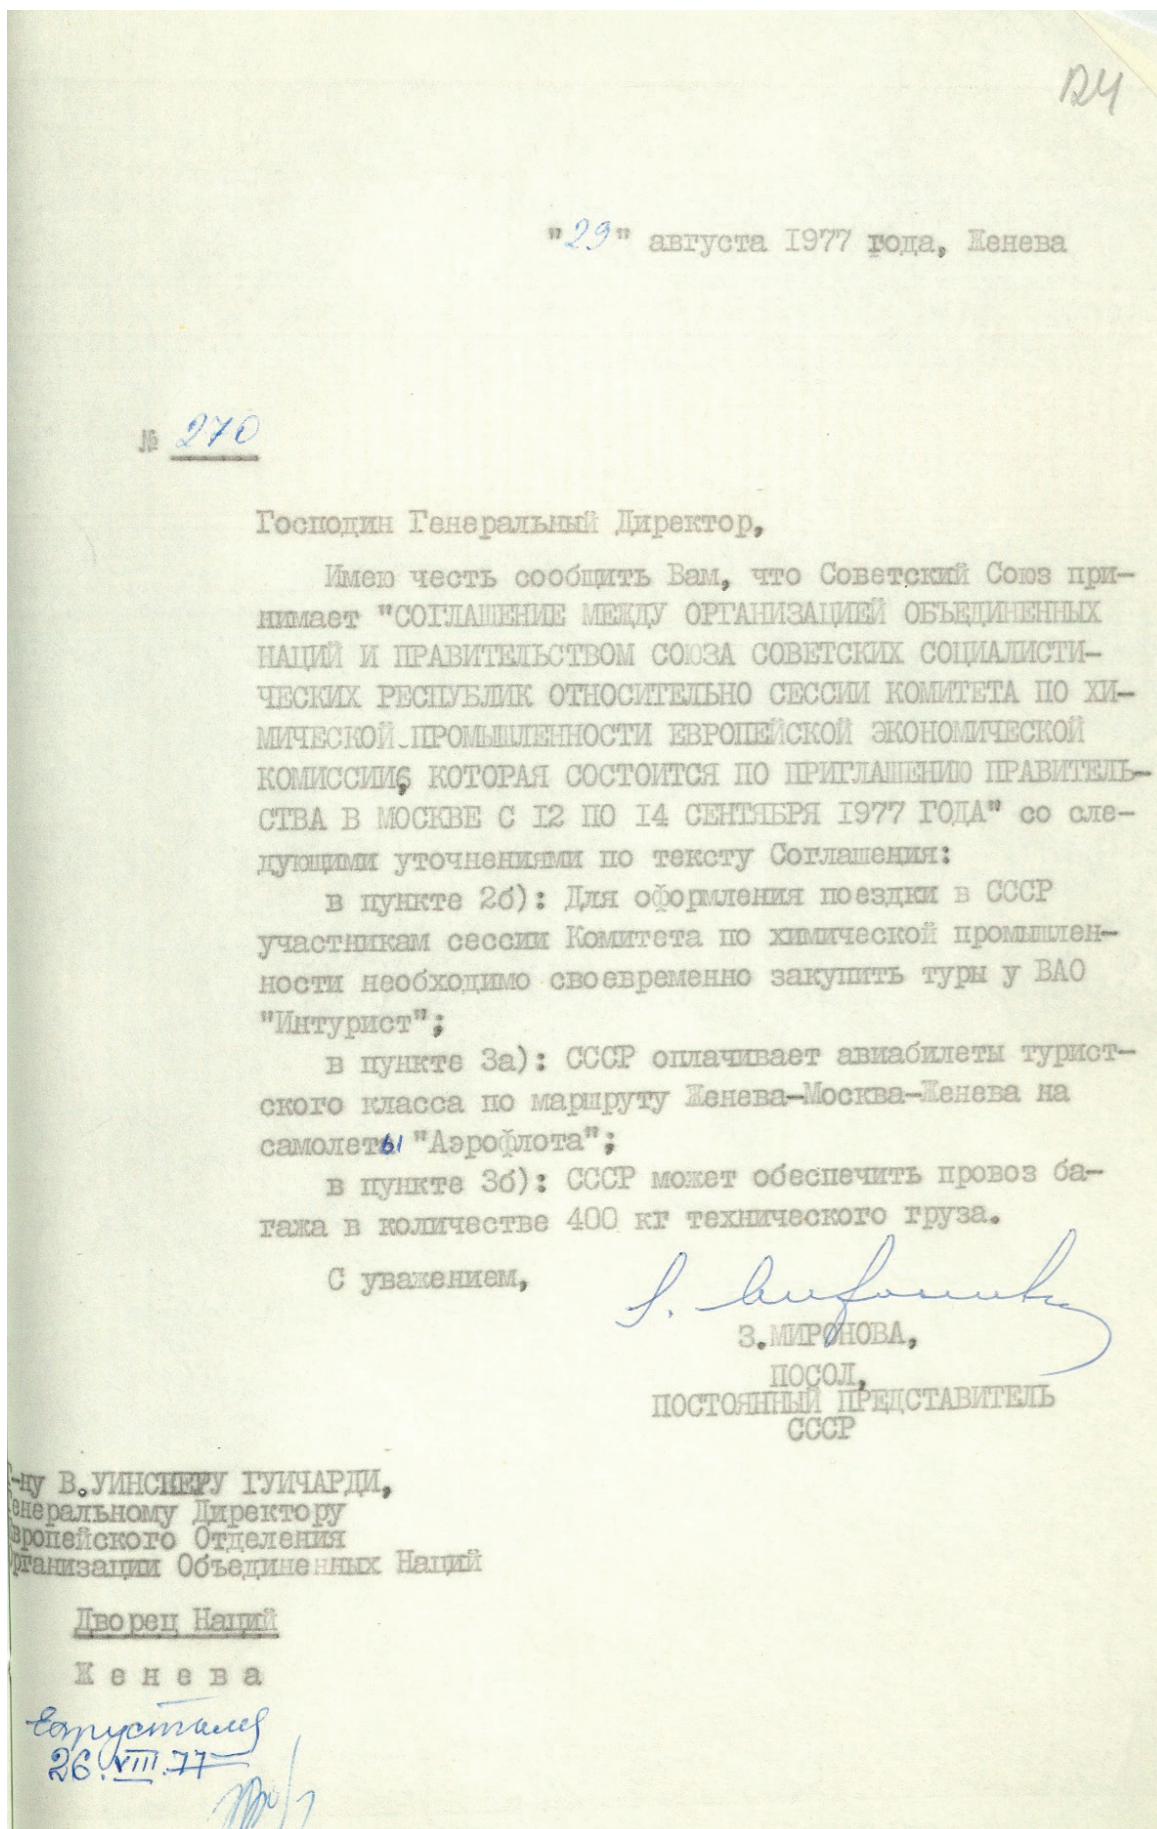 124
"29" августа 1977 года, Женева
№ 270
Господин Генеральный Директор,
Имею честь сообщить Вам, что Советский Союз при-
нимает "СОГЛАШЕНИЕ МЕЖДУ ОРГАНИЗАЦИЕЙ ОБЪЕДИНЕННЫХ
НАЦИЙ И ПРАВИТЕЛЬСТВОМ СОЮЗА СОВЕТСКИХ СОЦИАЛИСТИ-
ЧЕСКИХ РЕСПУБЛИК ОТНОСИТЕЛЬНО СЕССИИ КОМИТЕТА ПО ХИ-
МИЧЕСКОЙ ПРОМЫШЛЕННОСТИ ЕВРОПЕЙСКОЙ ЭКОНОМИЧЕСКОЙ
КОМИССИИ, КОТОРАЯ СОСТОИТСЯ ПО ПРИГЛАШЕНИЮ ПРАВИТЕЛЬ-
СТВА В МОСКВЕ С 12 ПО 14 СЕНТЯБРЯ 1977 ГОДА" со сле-
дующими уточнениями по тексту Соглашения:
в пункте 2б): Для оформления поездки в СССР
участникам сессии Комитета по химической промышлен-
ности необходимо своевременно закупить туры у ВАО
"Интурист";
в пункте 3а): СССР оплачивает авиабилеты турист-
ского класса по маршруту Женева-Москва-Женева на
самолеты "Аэрофлота";
в пункте 3б): СССР может обеспечить провоз ба-
гажа в количестве 400 кг технического груза.
С уважением,
З.МИРОНОВА,
ПОСОЛ,
ПОСТОЯННЫЙ ПРЕДСТАВИТЕЛЬ
СССР
Г-ну В.УИНСПЕРУ ГУИЧАРДИ,
Генеральному Директору
Европейского Отделения
Организации Объединенных Наций
Дворец Наций
Женева
26.VIII.77